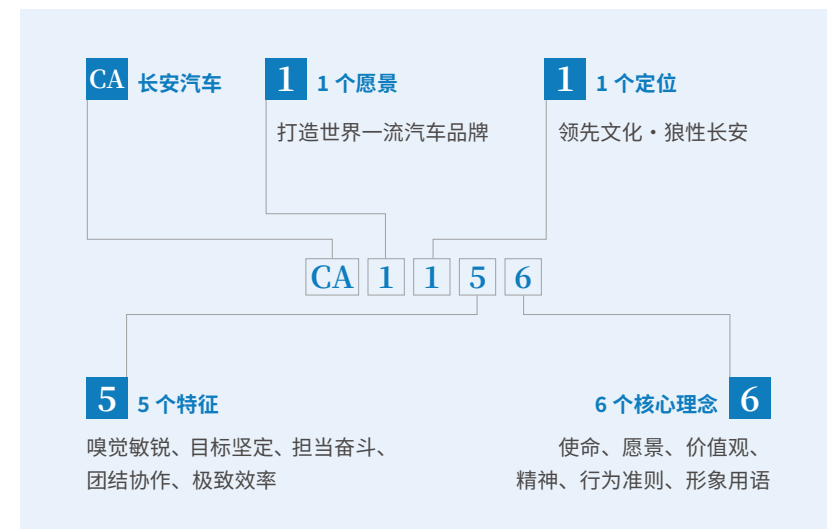 CA 长安汽车
1 1个愿景
打造世界一流汽车品牌
1 1个定位
领先文化·狼性长安
CA 1 1 5 6
5 5个特征
嗅觉敏锐、目标坚定、担当奋斗、
团结协作、极致效率
6个核心理念 6
使命、愿景、价值观、
精神、行为准则、形象用语